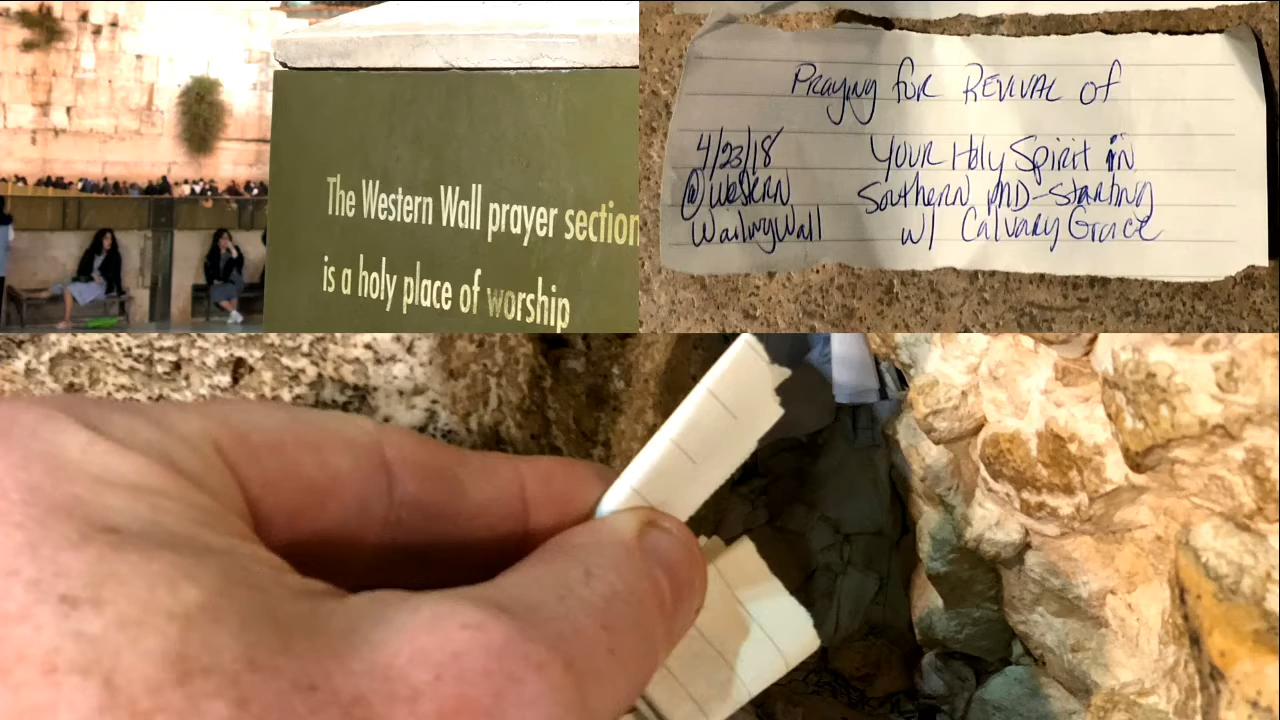 The Western Wall prayer section
is a holy place of worship
Praying for REVIVAL of
4/23/18 Your Holy Spirit in
@ Western Southern MD-starting
Wailing Wall w/ Calvary Grace